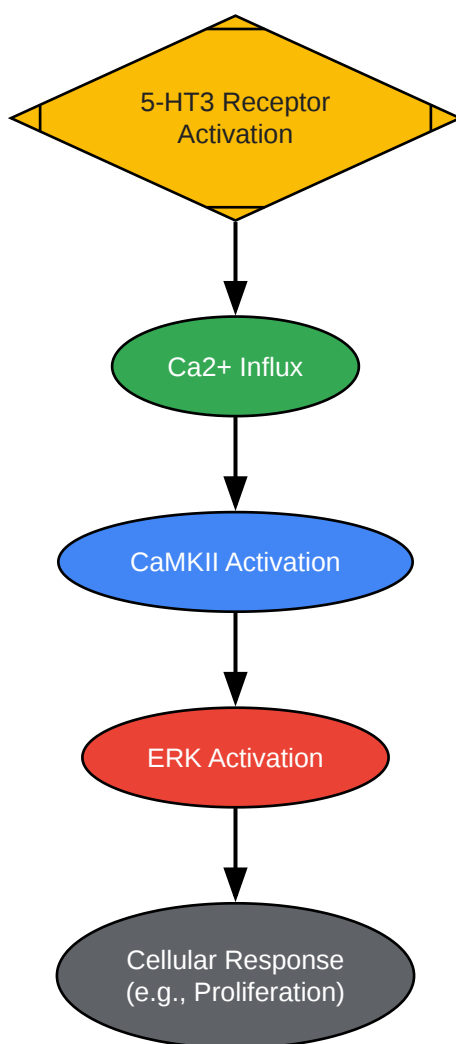 5-HT3 Receptor
Activation
Ca2+ Influx
CaMKII Activation
ERK Activation
Cellular Response
(e.g., Proliferation)